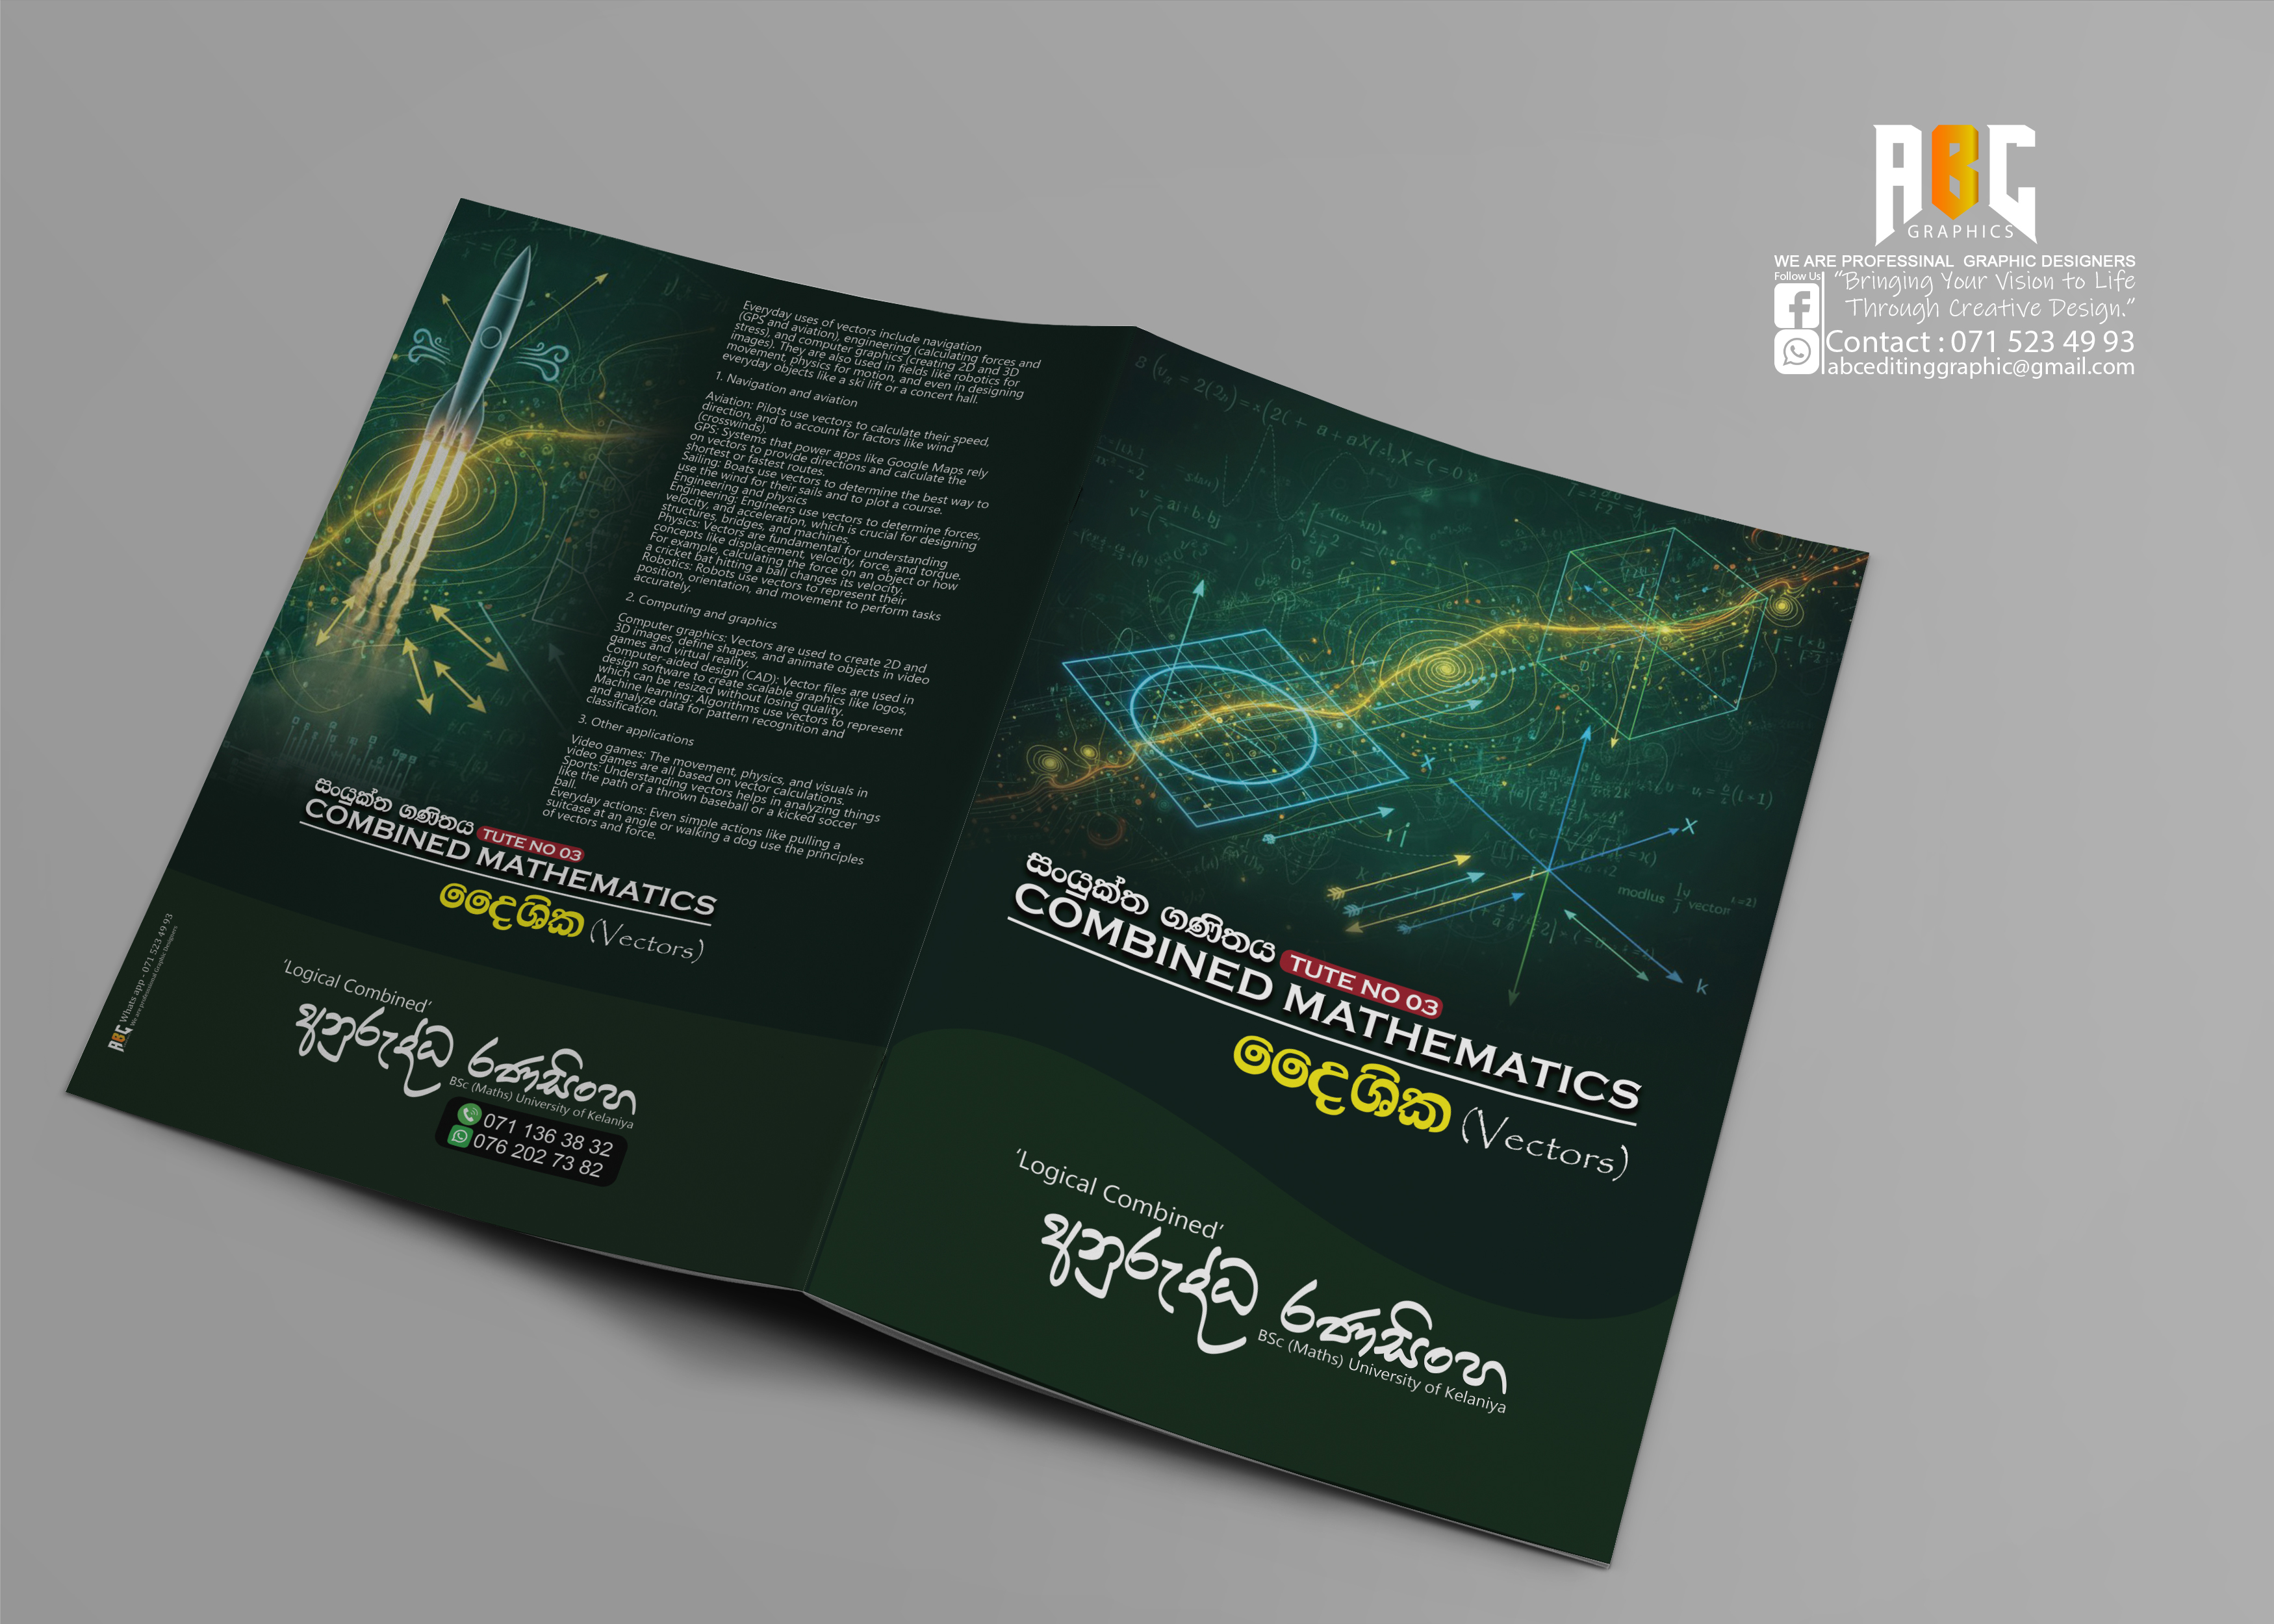 ABC
GRAPHICS
WE ARE PROFESSINAL GRAPHIC DESIGNERS
Follow Us
“Bringing Your Vision to Life
Through Creative Design.”
Contact : 071 523 49 93
abceditinggraphic@gmail.com
Everyday uses of vectors include navigation
(GPS and aviation), engineering (calculating forces and
stress), and computer graphics (creating 2D and 3D
images). They are also used in fields like robotics for
movement, physics for motion, and even in designing
everyday objects like a ski lift or a concert hall.
1. Navigation and aviation
Aviation: Pilots use vectors to calculate their speed,
direction, and to account for factors like wind
(crosswinds).
GPS: Systems that power apps like Google Maps rely
on vectors to provide directions and calculate the
shortest or fastest routes.
Sailing: Boats use vectors to determine the best way to
use the wind for their sails and to plot a course.
Engineering and physics
Engineering: Engineers use vectors to determine forces,
velocity, and acceleration, which is crucial for designing
structures, bridges, and machines.
Physics: Vectors are fundamental for understanding
concepts like displacement, velocity, force, and torque.
For example, calculating the force on an object or how
a cricket bat hitting a ball changes its velocity.
Robotics: Robots use vectors to represent their
position, orientation, and movement to perform tasks
accurately.
2. Computing and graphics
Computer graphics: Vectors are used to create 2D and
3D images, define shapes, and animate objects in video
games and virtual reality.
Computer-aided design (CAD): Vector files are used in
design software to create scalable graphics like logos,
which can be resized without losing quality.
Machine learning: Algorithms use vectors to represent
and analyze data for pattern recognition and
classification.
3. Other applications
Video games: The movement, physics, and visuals in
video games are all based on vector calculations.
Sports: Understanding vectors helps in analyzing things
like the path of a thrown baseball or a kicked soccer
ball.
Everyday actions: Even simple actions like pulling a
suitcase at an angle or walking a dog use the principles
of vectors and force.
සංයුක්ත ගණිතය TUTE NO 03
COMBINED MATHEMATICS
දෛශික (Vectors)
‘Logical Combined’
අනුරුද්ධ රණසිංහ
BSc (Maths) University of Kelaniya
071 136 38 32
076 202 73 82
ABC Whats app - 071 523 49 93
We are professional Graphic Designers
සංයුක්ත ගණිතය TUTE NO 03
COMBINED MATHEMATICS
දෛශික (Vectors)
‘Logical Combined’
අනුරුද්ධ රණසිංහ
BSc (Maths) University of Kelaniya
x
x
k
modlus
vector